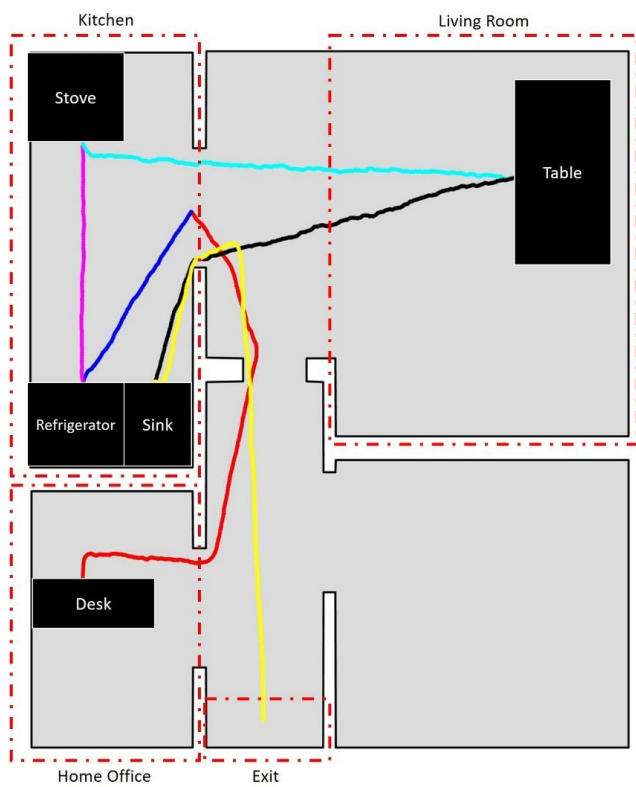 Kitchen
Living Room
Stove
Table
Refrigerator
Sink
Desk
Home Office
Exit